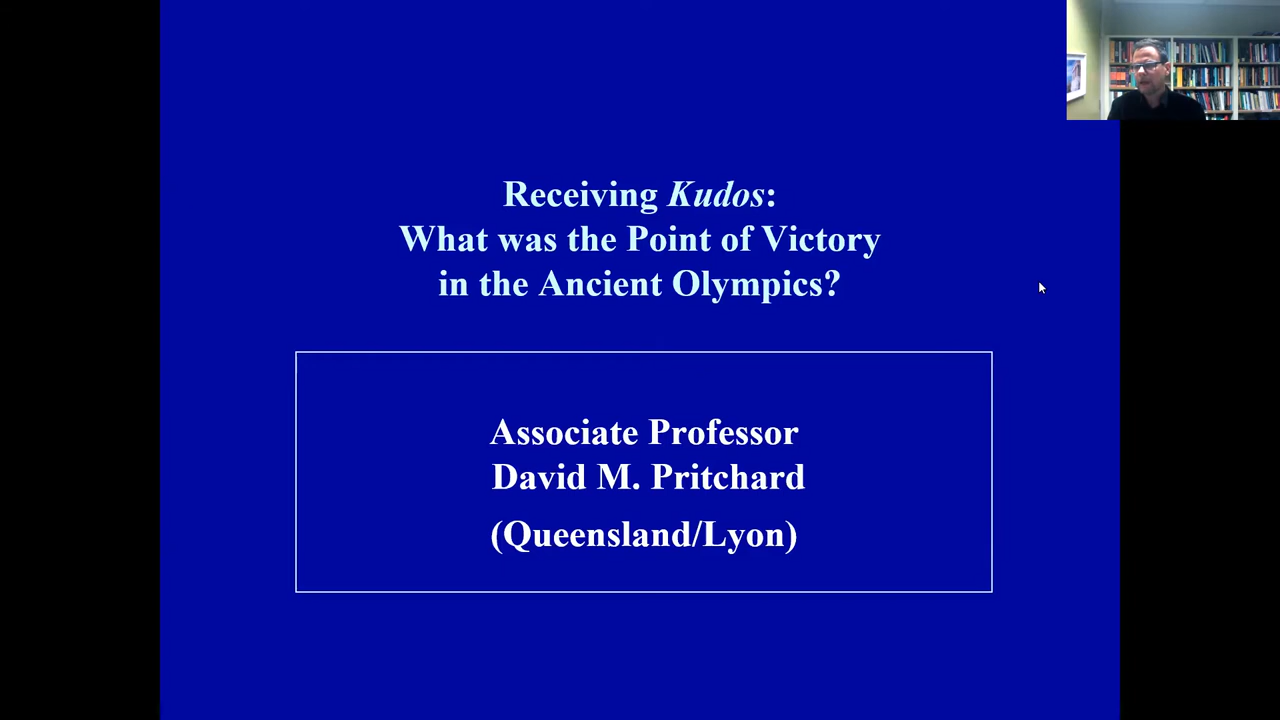 Receiving Kudos:
What was the Point of Victory
in the Ancient Olympics?
Associate Professor
David M. Pritchard
(Queensland/Lyon)